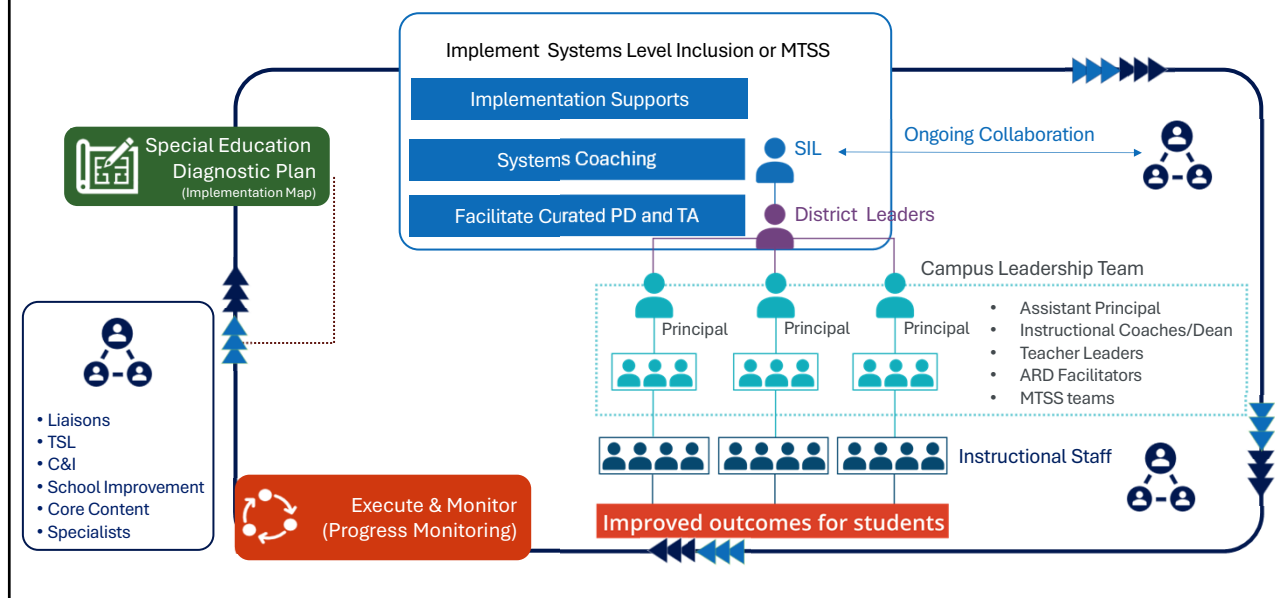 Implement Systems Level Inclusion or MTSS
Implementation Supports
Systems Coaching
Facilitate Curated PD and TA
SIL
Ongoing Collaboration
District Leaders
Special Education
Diagnostic Plan
(Implementation Map)
Campus Leadership Team
Principal
Principal
Principal
• Assistant Principal
• Instructional Coaches/Dean
• Teacher Leaders
• ARD Facilitators
• MTSS teams
• Liaisons
• TSL
• C&I
• School Improvement
• Core Content
• Specialists
Instructional Staff
Execute & Monitor
(Progress Monitoring)
Improved outcomes for students